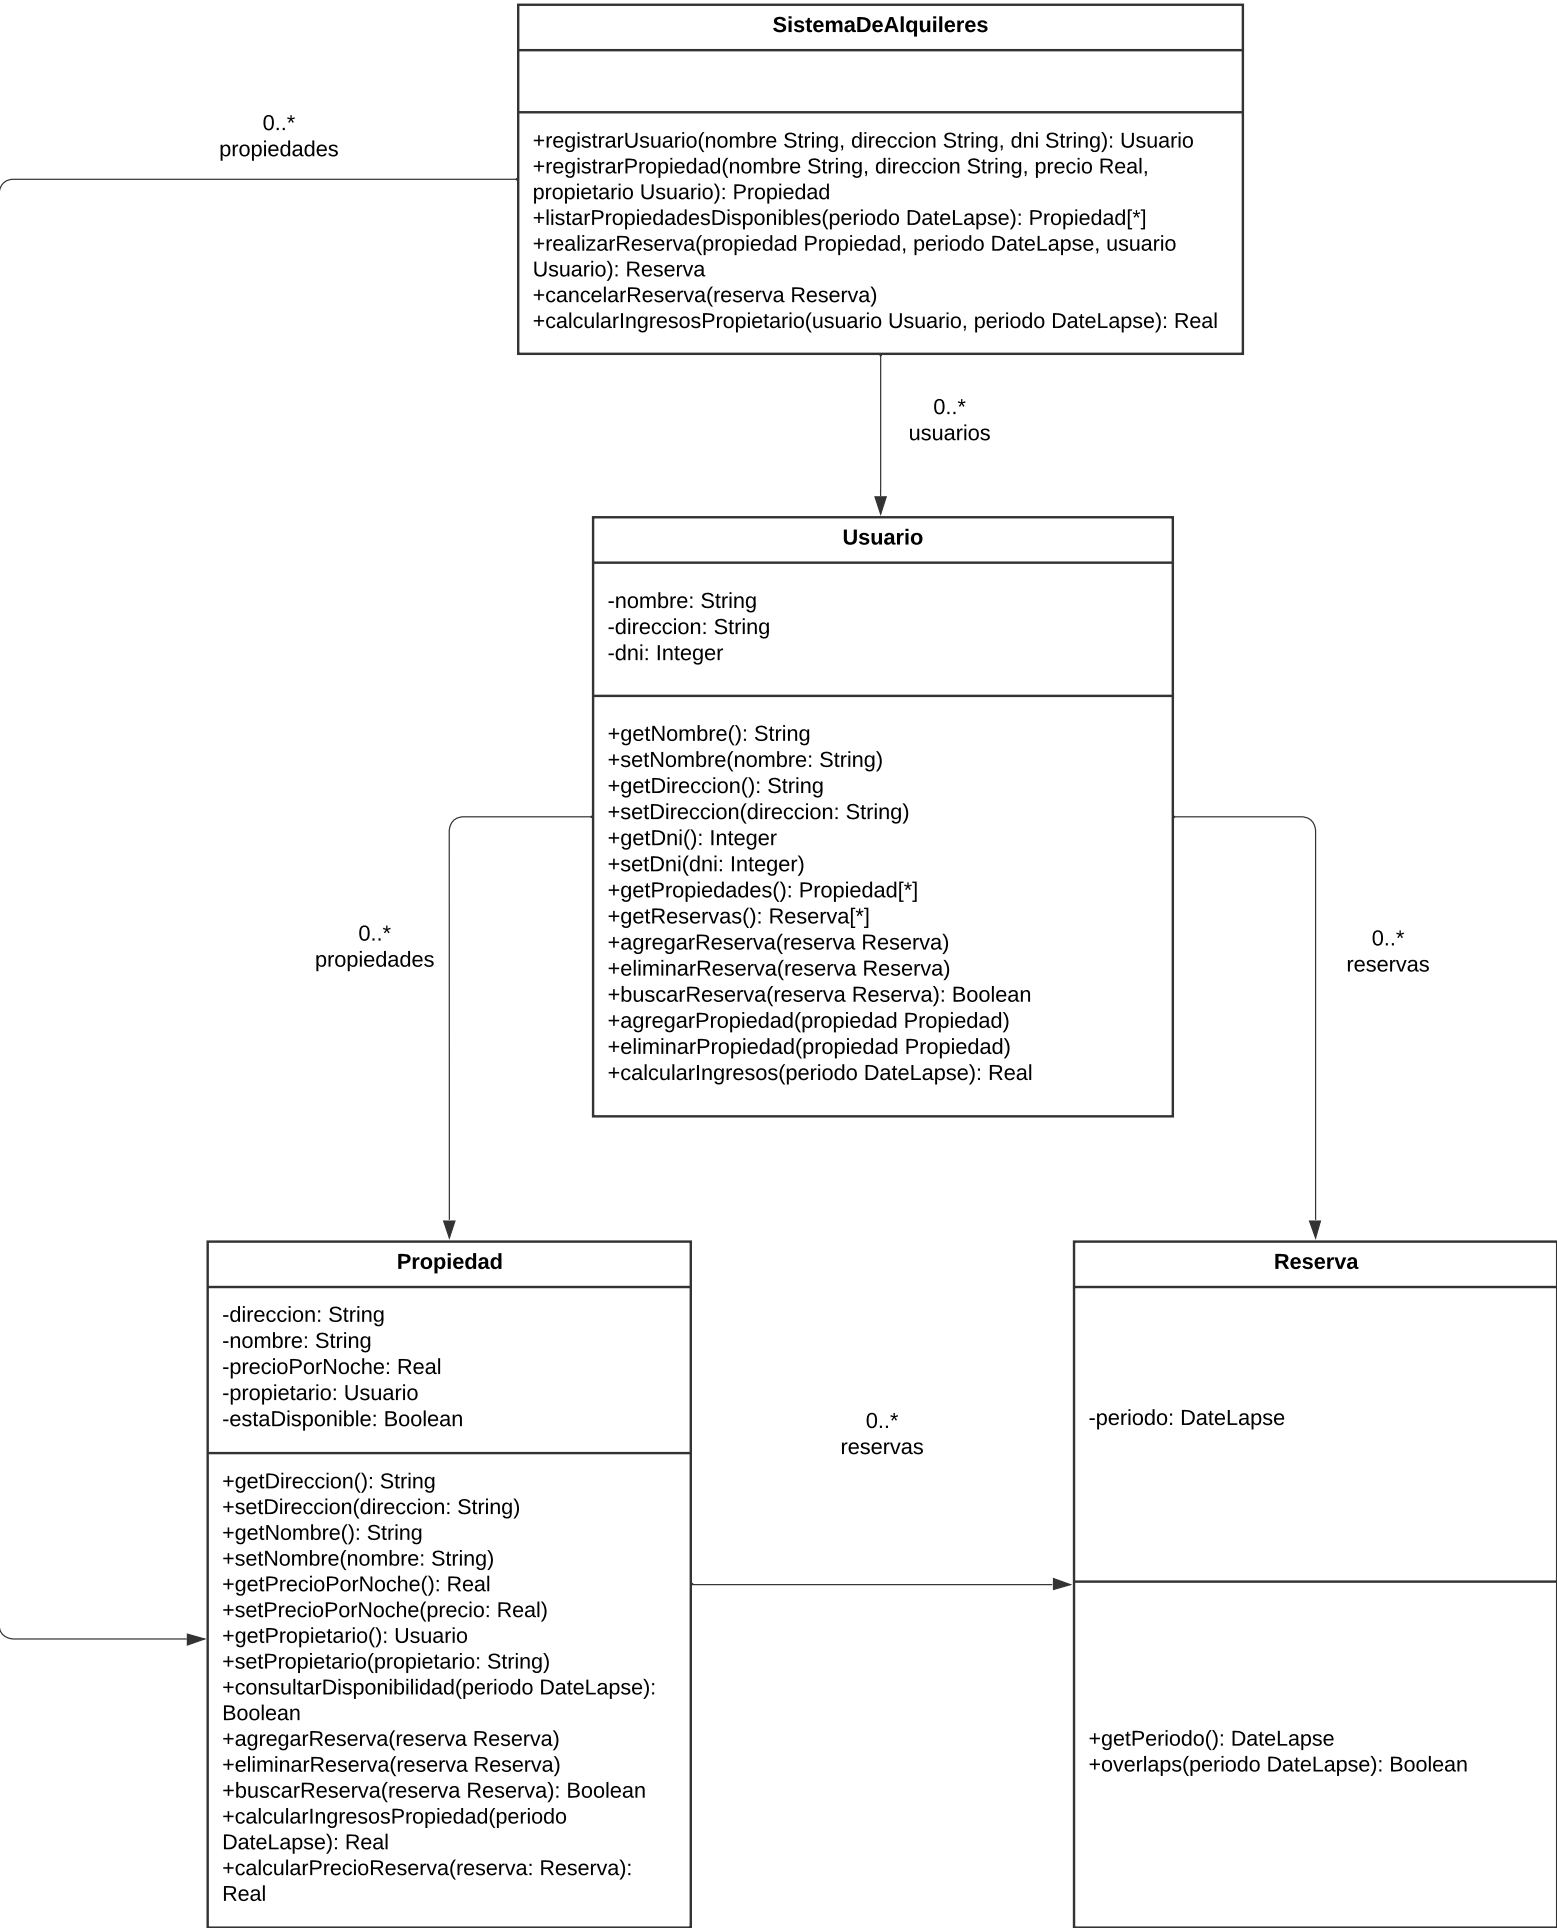 SistemaDeAlquileres
+registrarUsuario(nombre String, direccion String, dni String): Usuario
+registrarPropiedad(nombre String, direccion String, precio Real,
propietario Usuario): Propiedad
+listarPropiedadesDisponibles(periodo DateLapse): Propiedad[*]
+realizarReserva(propiedad Propiedad, periodo DateLapse, usuario
Usuario): Reserva
+cancelarReserva(reserva Reserva)
+calcularIngresosPropietario(usuario Usuario, periodo DateLapse): Real
0..*
propiedades
0..*
usuarios
Usuario
-nombre: String
-direccion: String
-dni: Integer
+getNombre(): String
+setNombre(nombre: String)
+getDireccion(): String
+setDireccion(direccion: String)
+getDni(): Integer
+setDni(dni: Integer)
+getPropiedades(): Propiedad[*]
+getReservas(): Reserva[*]
+agregarReserva(reserva Reserva)
+eliminarReserva(reserva Reserva)
+buscarReserva(reserva Reserva): Boolean
+agregarPropiedad(propiedad Propiedad)
+eliminarPropiedad(propiedad Propiedad)
+calcularIngresos(periodo DateLapse): Real
0..*
propiedades
0..*
reservas
Propiedad
-direccion: String
-nombre: String
-precioPorNoche: Real
-propietario: Usuario
-estaDisponible: Boolean
+getDireccion(): String
+setDireccion(direccion: String)
+getNombre(): String
+setNombre(nombre: String)
+getPrecioPorNoche(): Real
+setPrecioPorNoche(precio: Real)
+getPropietario(): Usuario
+setPropietario(propietario: String)
+consultarDisponibilidad(periodo DateLapse):
Boolean
+agregarReserva(reserva Reserva)
+eliminarReserva(reserva Reserva)
+buscarReserva(reserva Reserva): Boolean
+calcularIngresosPropiedad(periodo
DateLapse): Real
+calcularPrecioReserva(reserva: Reserva):
Real
0..*
reservas
Reserva
-periodo: DateLapse
+getPeriodo(): DateLapse
+overlaps(periodo DateLapse): Boolean